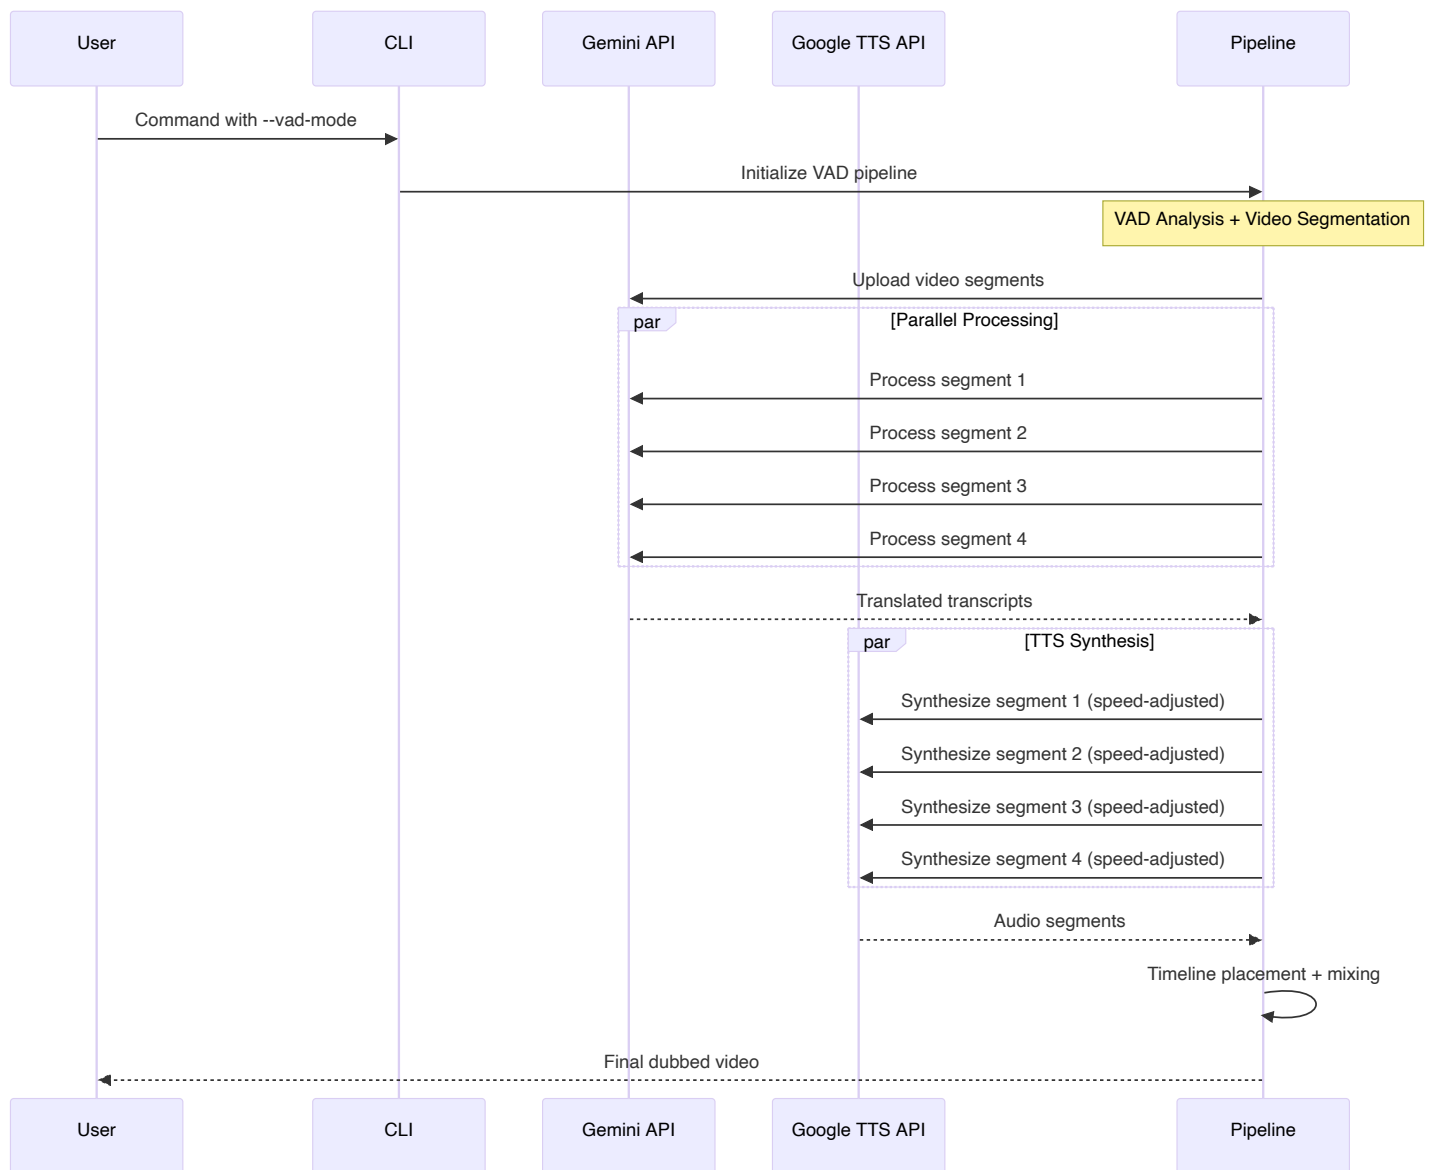 User
CLI
Gemini API
Google TTS API
Pipeline
Command with --vad-mode
Initialize VAD pipeline
VAD Analysis + Video Segmentation
Upload video segments
par
[Parallel Processing]
Process segment 1
Process segment 2
Process segment 3
Process segment 4
Translated transcripts
par
[TTS Synthesis]
Synthesize segment 1 (speed-adjusted)
Synthesize segment 2 (speed-adjusted)
Synthesize segment 3 (speed-adjusted)
Synthesize segment 4 (speed-adjusted)
Audio segments
Timeline placement + mixing
Final dubbed video
User
CLI
Gemini API
Google TTS API
Pipeline